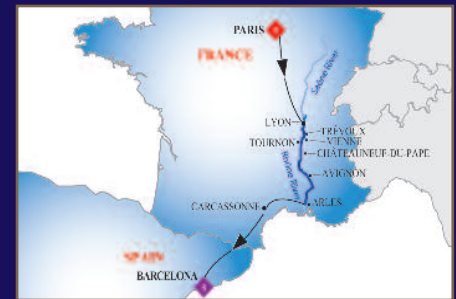 PARIS
FRANCE
Saône River
LYON
TRÉVOUX
VIENNE
TOURNON
CHÂTEAUNEUF-DU-PAPE
Rhône River
AVIGNON
CARCASSONNE
ARLES
SPAIN
BARCELONA